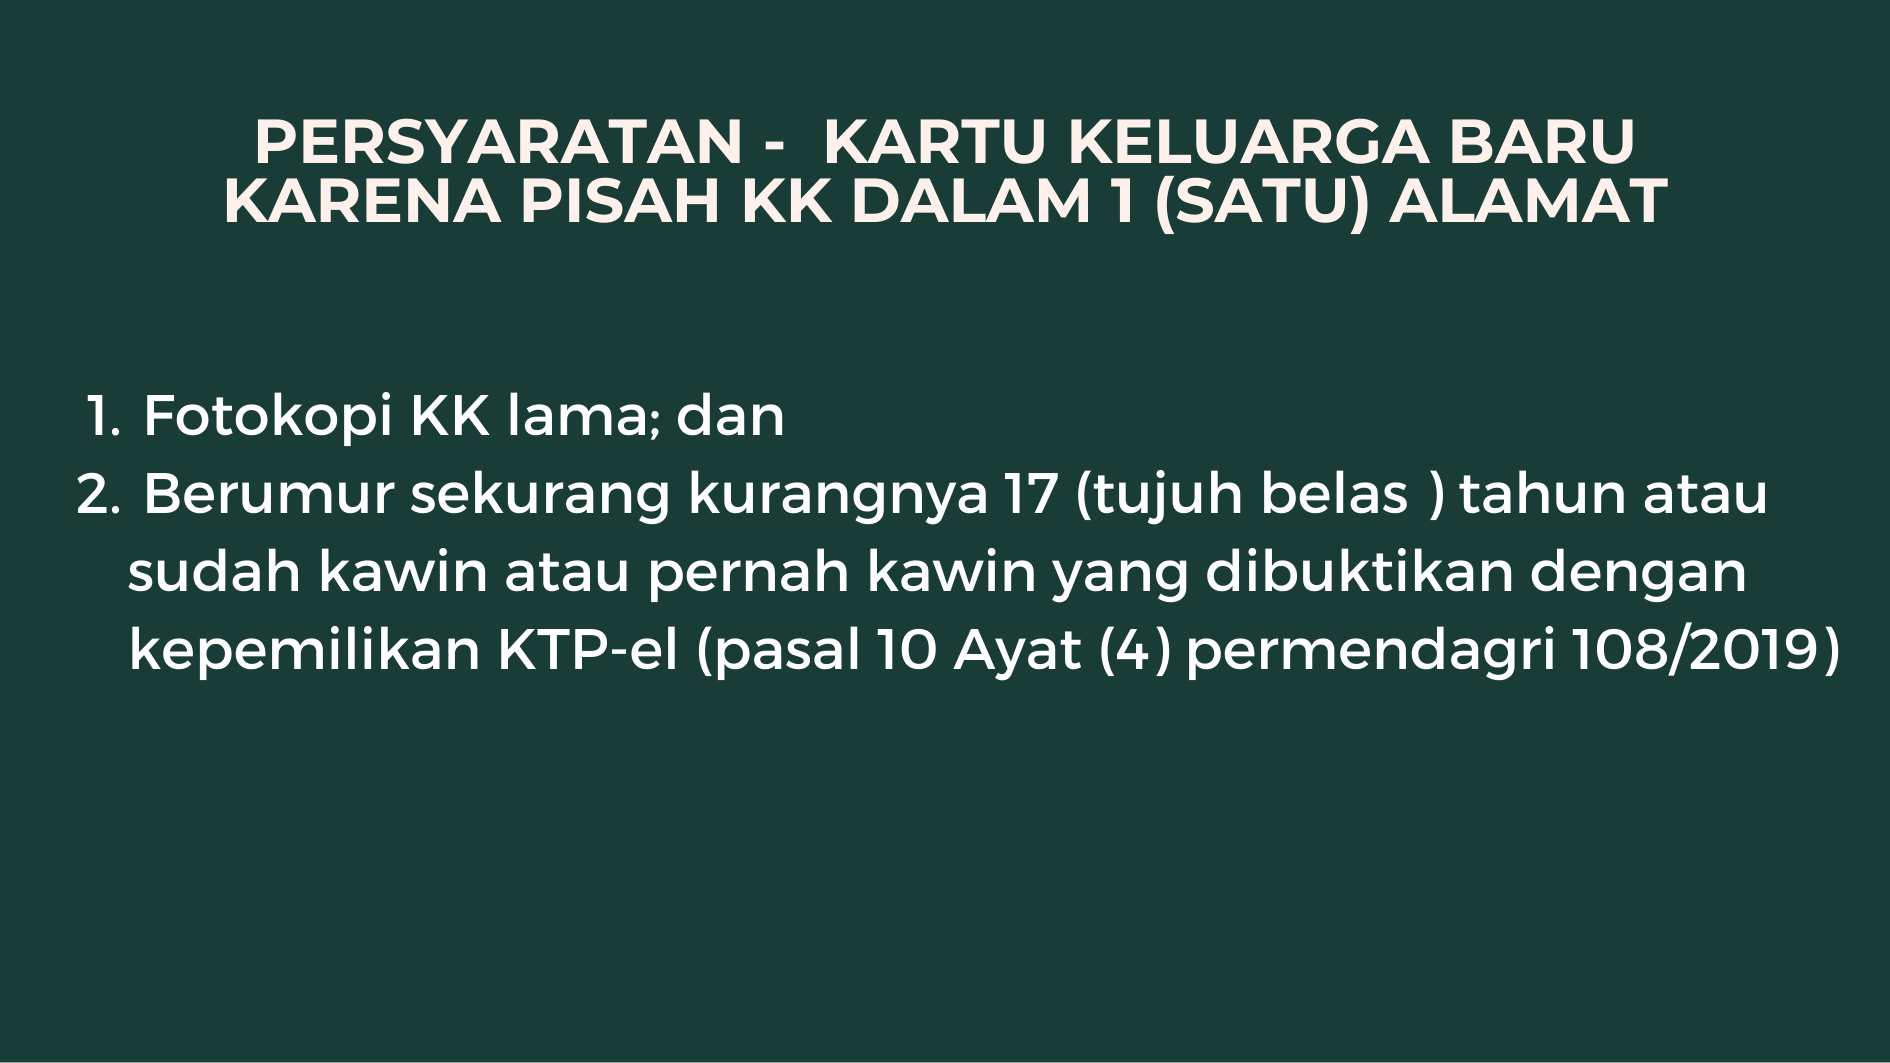 PERSYARATAN -  KARTU KELUARGA BARU
KARENA PISAH KK DALAM 1 (SATU) ALAMAT
1. Fotokopi KK lama; dan
2. Berumur sekurang kurangnya 17 (tujuh belas ) tahun atau
sudah kawin atau pernah kawin yang dibuktikan dengan
kepemilikan KTP-el (pasal 10 Ayat (4) permendagri 108/2019)